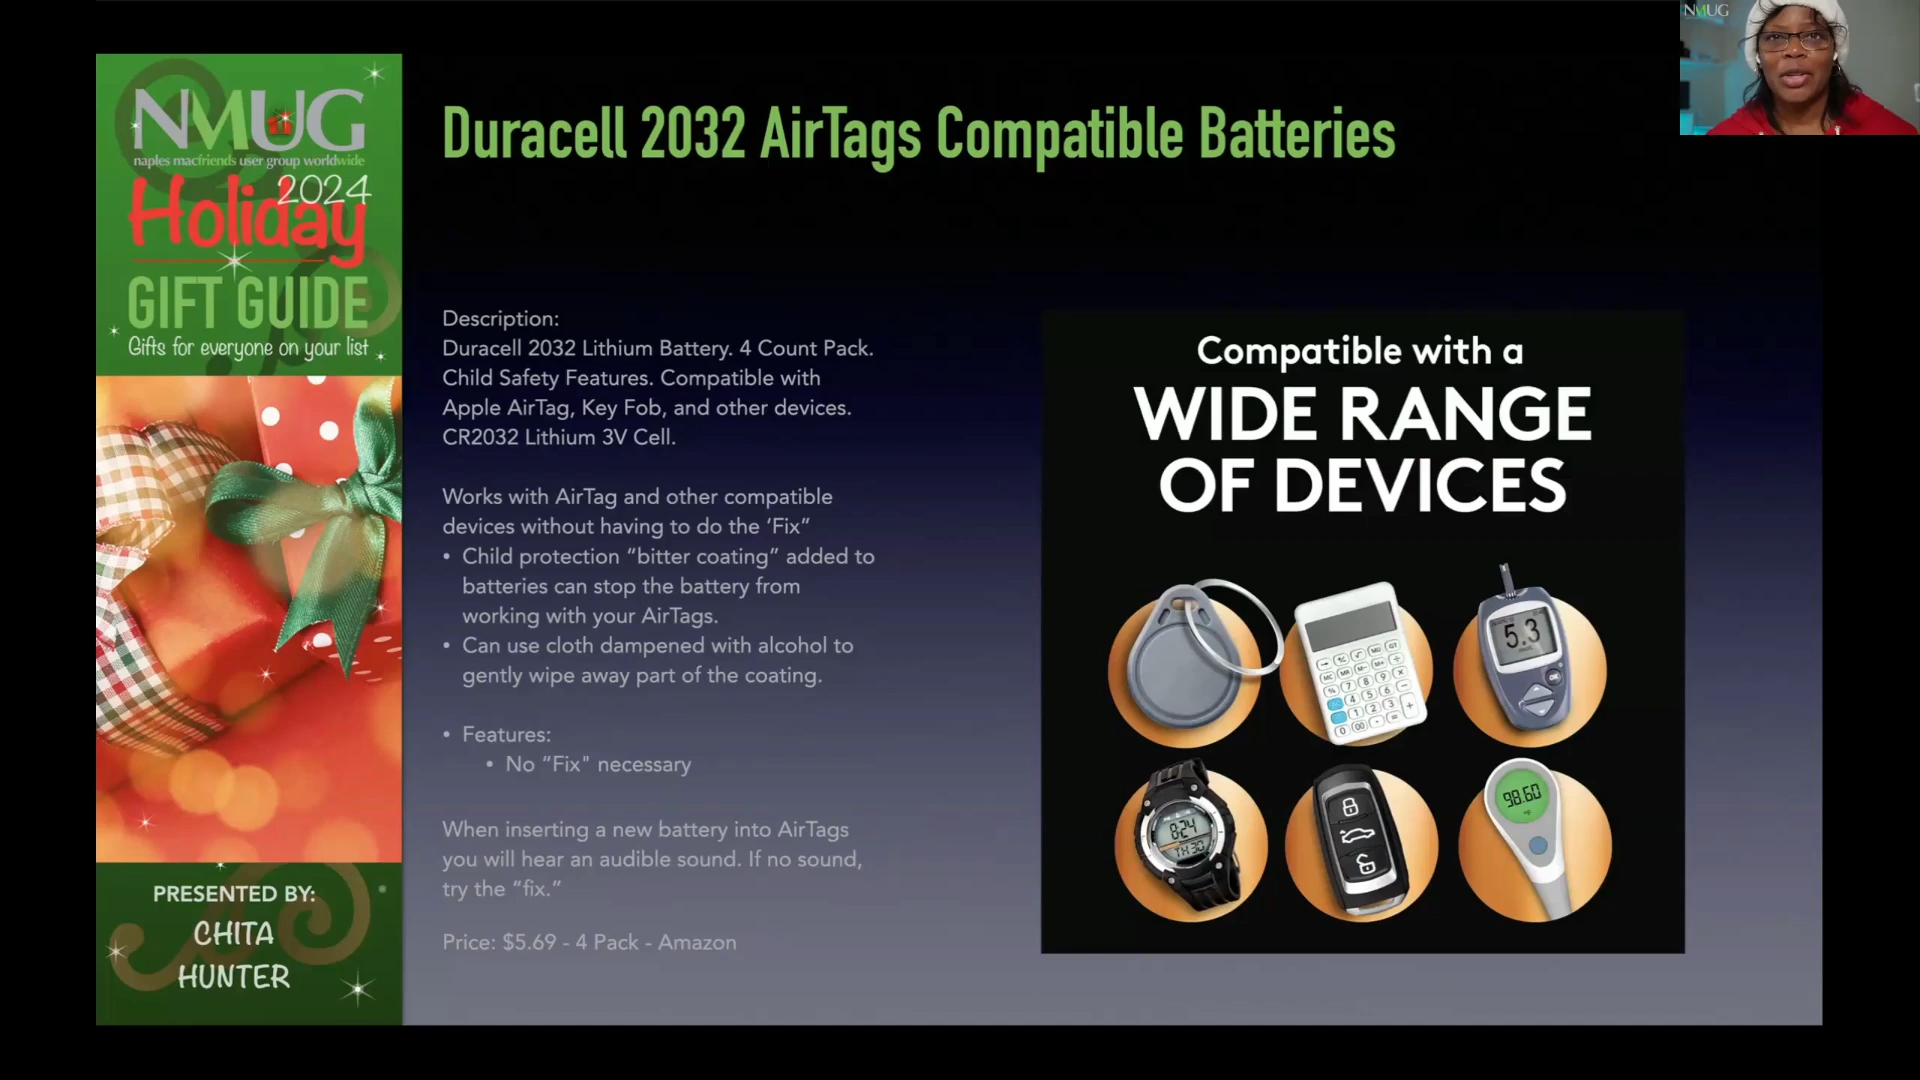 NMUG
naples macfriends user group worldwide
2024
Holiday
GIFT GUIDE
Gifts for everyone on your list
PRESENTED BY:
CHITA
HUNTER
Duracell 2032 AirTags Compatible Batteries
Description:
Duracell 2032 Lithium Battery. 4 Count Pack.
Child Safety Features. Compatible with
Apple AirTag, Key Fob, and other devices.
CR2032 Lithium 3V Cell.
Works with AirTag and other compatible
devices without having to do the ‘Fix”
• Child protection “bitter coating” added to
batteries can stop the battery from
working with your AirTags.
• Can use cloth dampened with alcohol to
gently wipe away part of the coating.
• Features:
• No “Fix" necessary
When inserting a new battery into AirTags
you will hear an audible sound. If no sound,
try the “fix.”
Price: $5.69 - 4 Pack - Amazon
Compatible with a
WIDE RANGE
OF DEVICES
5.3
8:24
98.60
NMUG